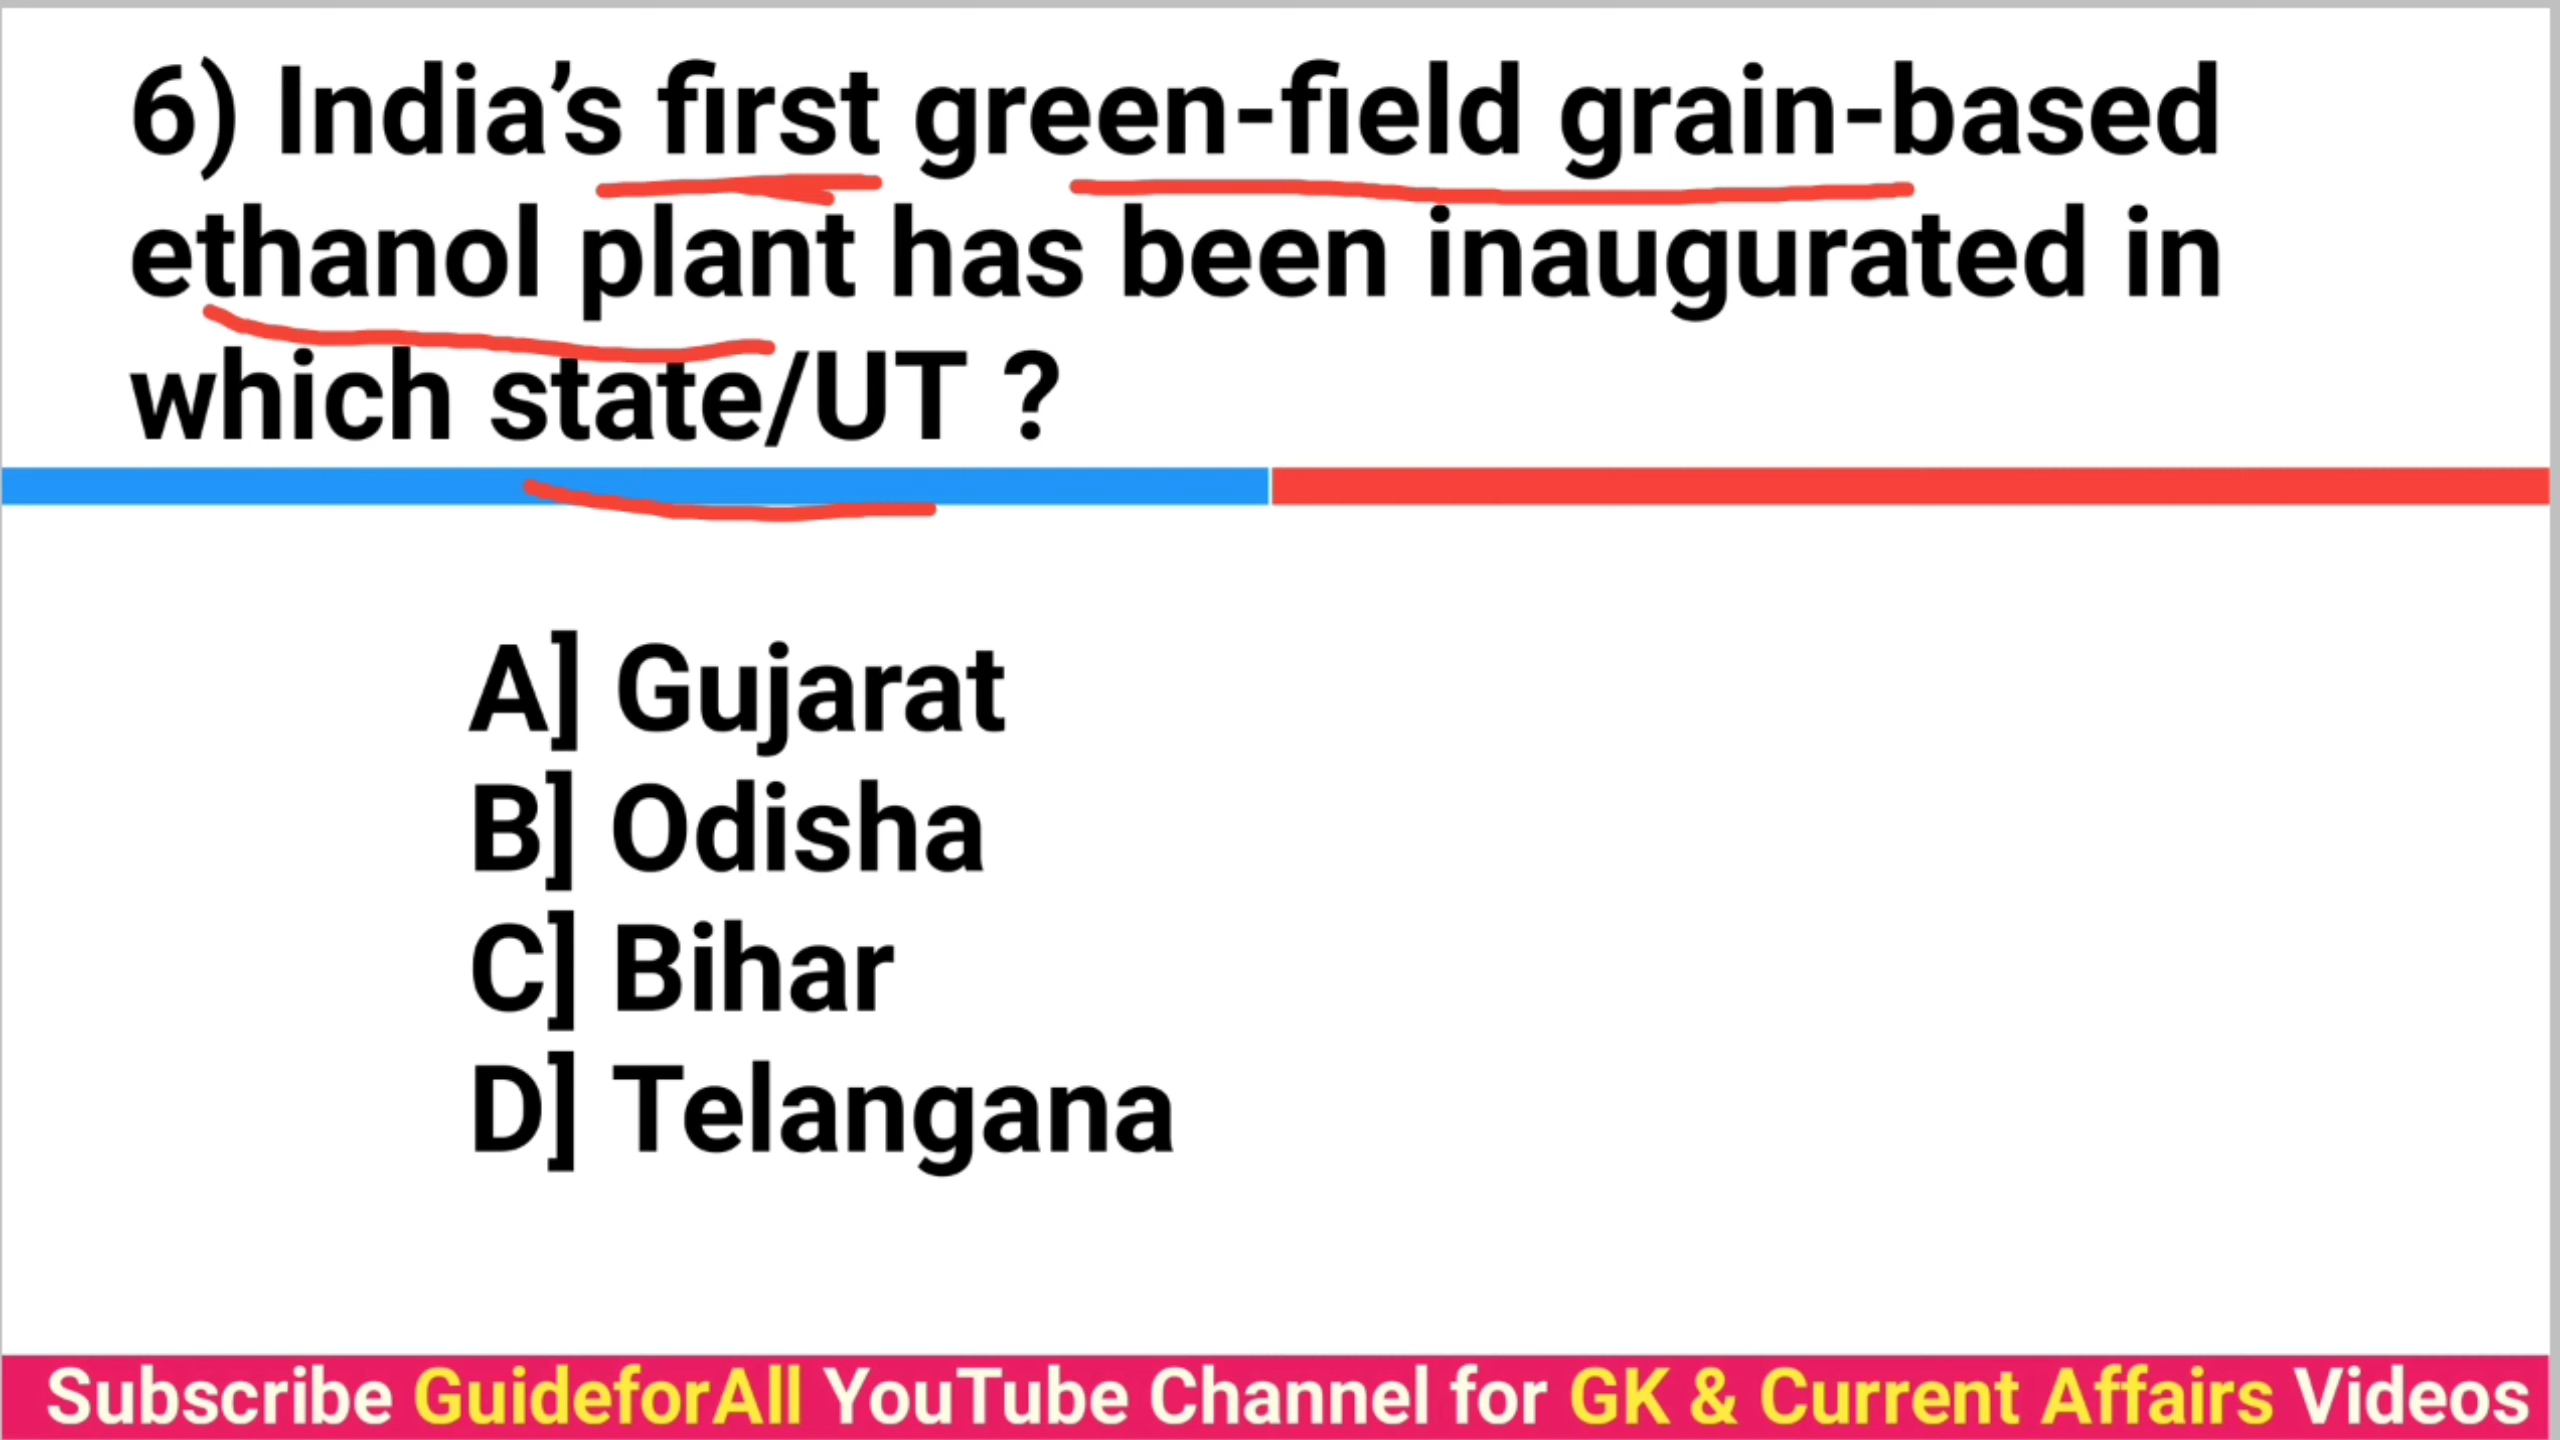 6) India’s first green-field grain-based
ethanol plant has been inaugurated in
which state/UT ?
A] Gujarat
B] Odisha
C] Bihar
D] Telangana
Subscribe GuideforAll YouTube Channel for GK & Current Affairs Videos